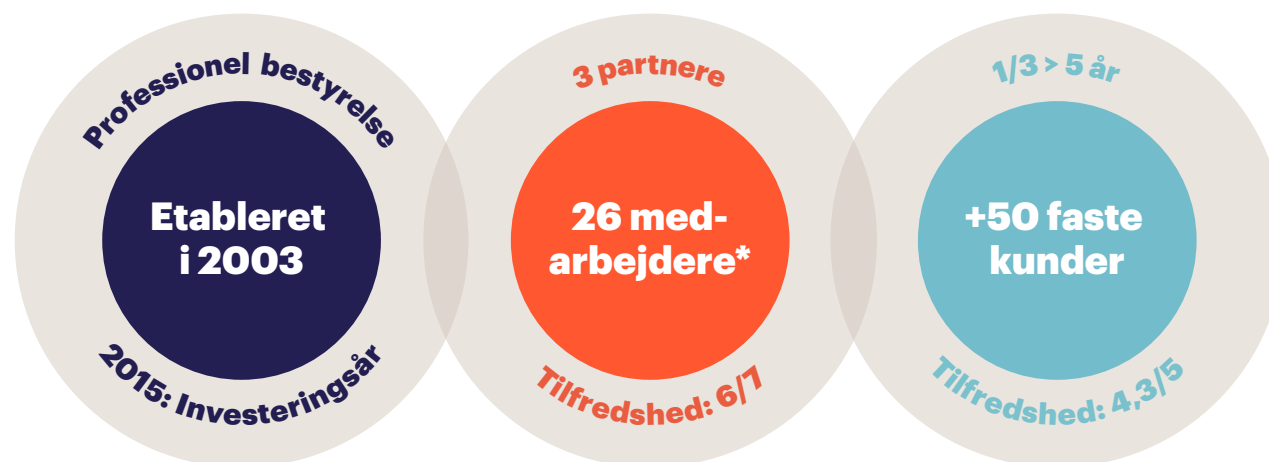 Professionel bestyrelse
Etableret
i 2003
2015: Investeringsår
3 partnere
26 med-
arbejdere*
Tilfredshed: 6/7
1/3 > 5 år
+50 faste
kunder
Tilfredshed: 4,3/5